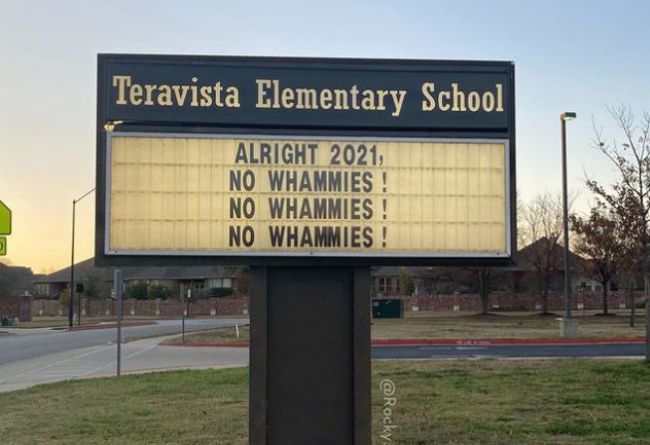 Teravista Elementary School
ALRIGHT 2021,
NO WHAMMIES!
NO WHAMMIES!
NO WHAMMIES!
@Rocky